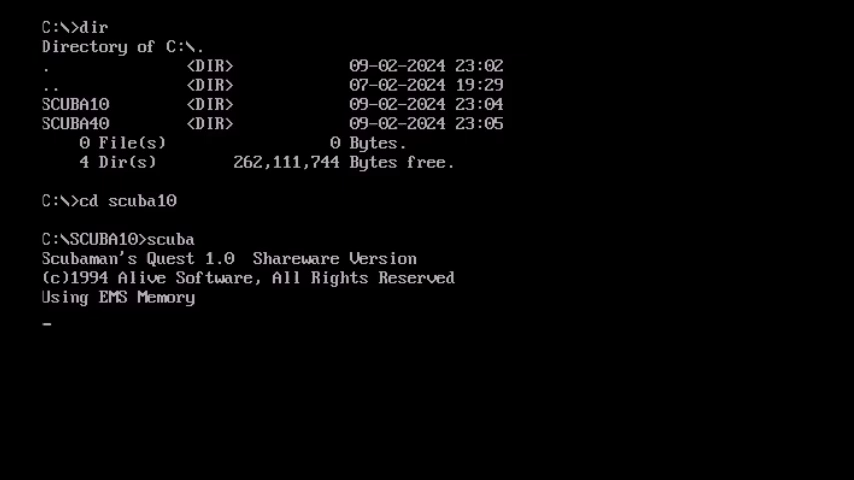 C:\>dir
Directory of C:\.
. <DIR> 09-02-2024 23:02
.. <DIR> 07-02-2024 19:29
SCUBA10 <DIR> 09-02-2024 23:04
SCUBA40 <DIR> 09-02-2024 23:05
0 File(s) 0 Bytes.
4 Dir(s) 262,111,744 Bytes free.
C:\>cd scuba10
C:\SCUBA10>scuba
Scubaman's Quest 1.0 Shareware Version
(c)1994 Alive Software, All Rights Reserved
Using EMS Memory